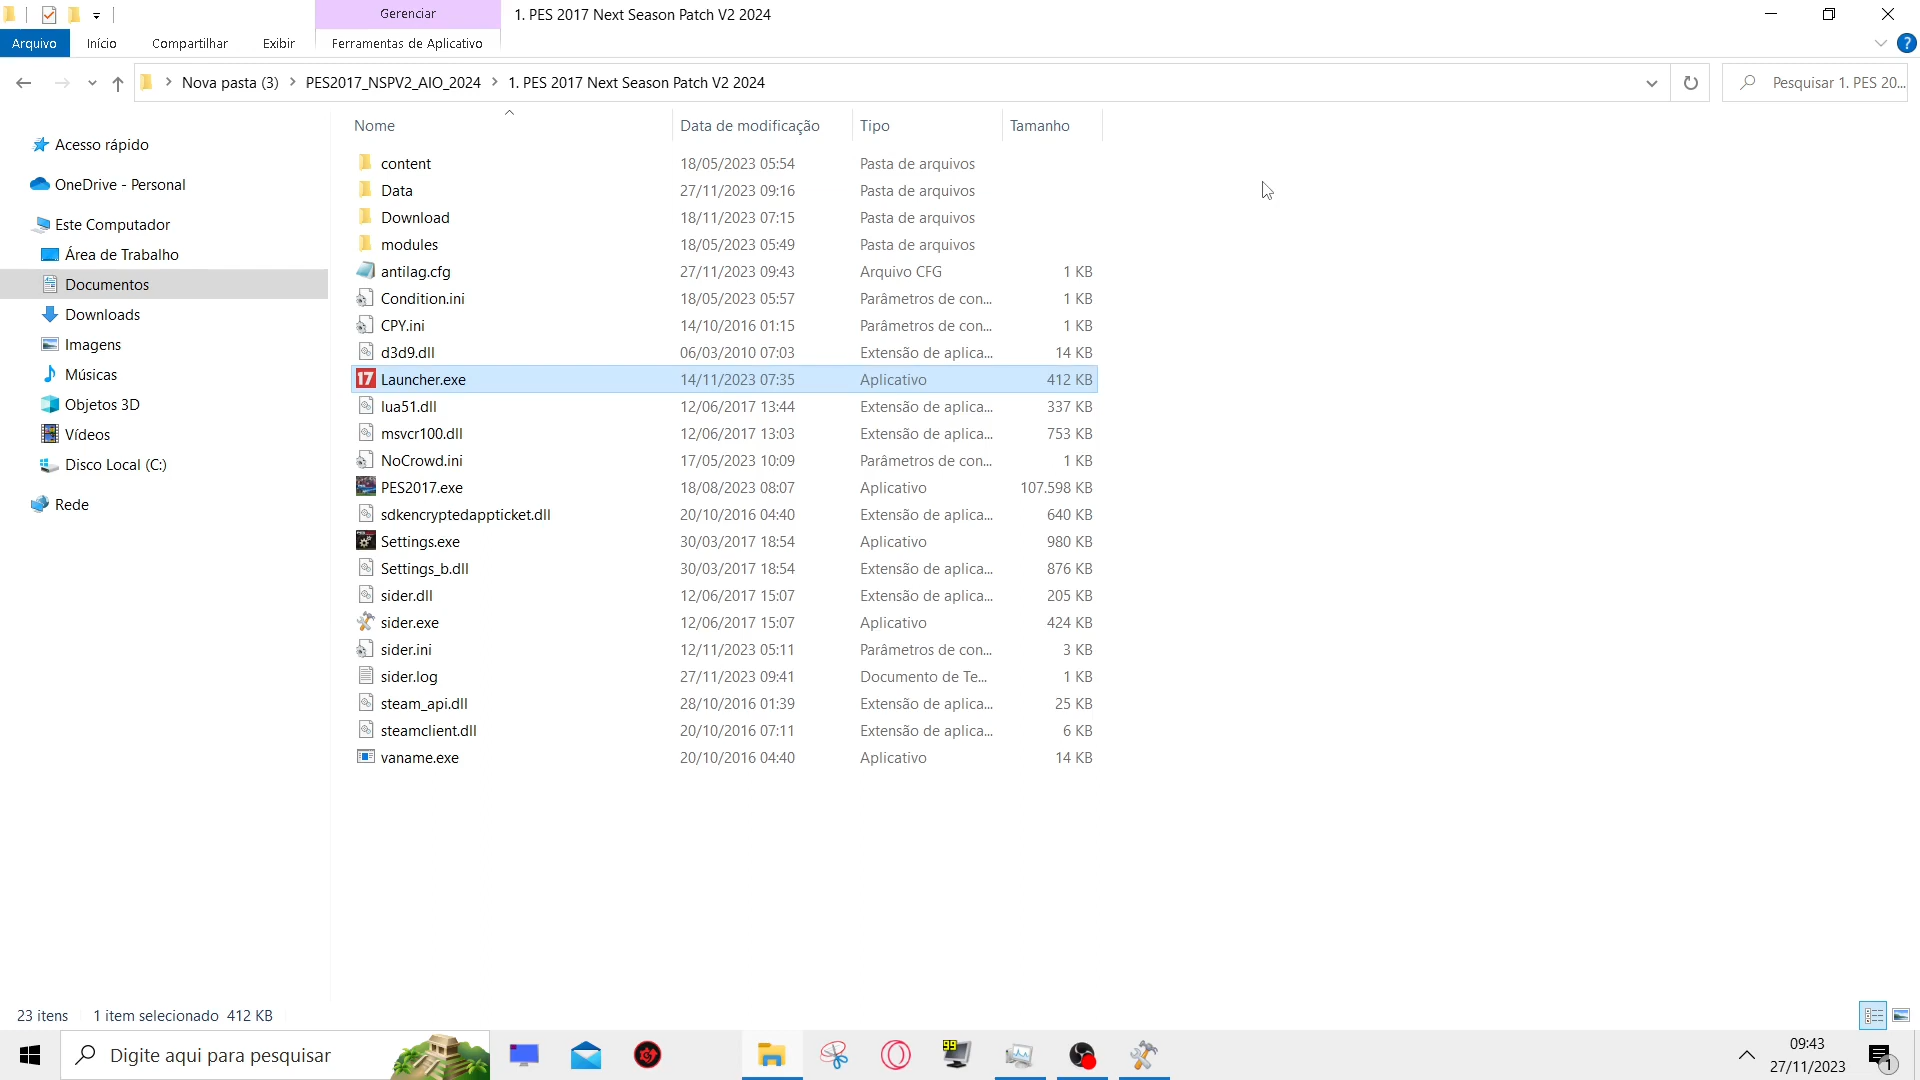 Gerenciar
1. PES 2017 Next Season Patch V2 2024
Arquivo
Início
Compartilhar
Exibir
Ferramentas de Aplicativo
?
Nova pasta (3)
PES2017_NSPV2_AIO_2024
1. PES 2017 Next Season Patch V2 2024
Pesquisar 1. PES 20...
Acesso rápido
OneDrive - Personal
Este Computador
Área de Trabalho
Documentos
Downloads
Imagens
Músicas
Objetos 3D
Vídeos
Disco Local (C:)
Rede
Nome Data de modificação Tipo Tamanho
content 18/05/2023 05:54 Pasta de arquivos
Data 27/11/2023 09:16 Pasta de arquivos
Download 18/11/2023 07:15 Pasta de arquivos
modules 18/05/2023 05:49 Pasta de arquivos
antilag.cfg 27/11/2023 09:43 Arquivo CFG 1 KB
Condition.ini 18/05/2023 05:57 Parâmetros de con... 1 KB
CPY.ini 14/10/2016 01:15 Parâmetros de con... 1 KB
d3d9.dll 06/03/2010 07:03 Extensão de aplica... 14 KB
17 Launcher.exe 14/11/2023 07:35 Aplicativo 412 KB
lua51.dll 12/06/2017 13:44 Extensão de aplica... 337 KB
msvcr100.dll 12/06/2017 13:03 Extensão de aplica... 753 KB
NoCrowd.ini 17/05/2023 10:09 Parâmetros de con... 1 KB
PES2017.exe 18/08/2023 08:07 Aplicativo 107.598 KB
sdkencryptedappticket.dll 20/10/2016 04:40 Extensão de aplica... 640 KB
Settings.exe 30/03/2017 18:54 Aplicativo 980 KB
Settings_b.dll 30/03/2017 18:54 Extensão de aplica... 876 KB
sider.dll 12/06/2017 15:07 Extensão de aplica... 205 KB
sider.exe 12/06/2017 15:07 Aplicativo 424 KB
sider.ini 12/11/2023 05:11 Parâmetros de con... 3 KB
sider.log 27/11/2023 09:41 Documento de Te... 1 KB
steam_api.dll 28/10/2016 01:39 Extensão de aplica... 25 KB
steamclient.dll 20/10/2016 07:11 Extensão de aplica... 6 KB
vaname.exe 20/10/2016 04:40 Aplicativo 14 KB
23 itens 1 item selecionado 412 KB
Digite aqui para pesquisar
99
09:43
27/11/2023
1